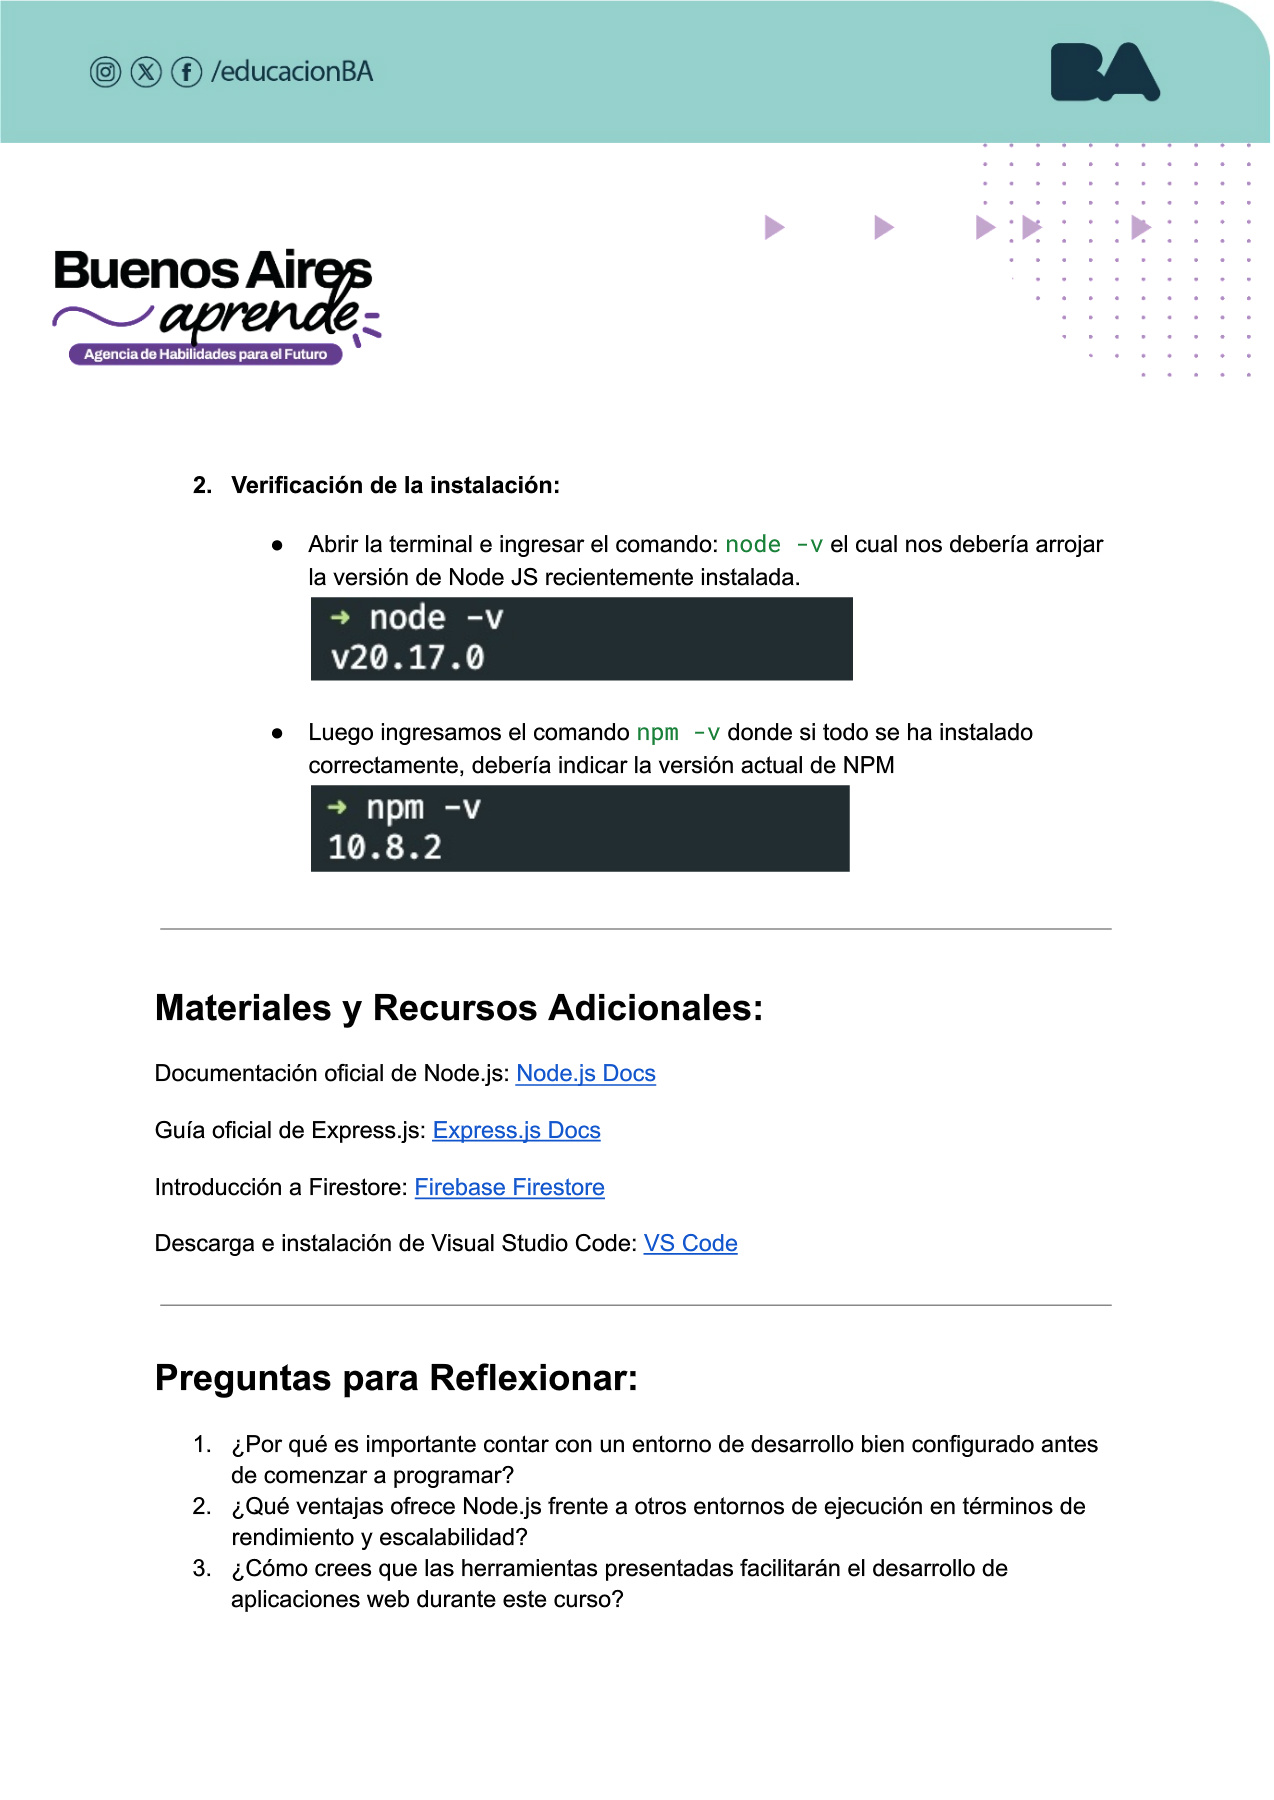 /educacionBA
BA
Buenos Aires
aprende
Agencia de Habilidades para el Futuro
2. Verificación de la instalación:
● Abrir la terminal e ingresar el comando: node -v el cual nos debería arrojar
la versión de Node JS recientemente instalada.
➜ node -v
v20.17.0
● Luego ingresamos el comando npm -v donde si todo se ha instalado
correctamente, debería indicar la versión actual de NPM
➜ npm -v
10.8.2
Materiales y Recursos Adicionales:
Documentación oficial de Node.js: Node.js Docs
Guía oficial de Express.js: Express.js Docs
Introducción a Firestore: Firebase Firestore
Descarga e instalación de Visual Studio Code: VS Code
Preguntas para Reflexionar:
1. ¿Por qué es importante contar con un entorno de desarrollo bien configurado antes
de comenzar a programar?
2. ¿Qué ventajas ofrece Node.js frente a otros entornos de ejecución en términos de
rendimiento y escalabilidad?
3. ¿Cómo crees que las herramientas presentadas facilitarán el desarrollo de
aplicaciones web durante este curso?